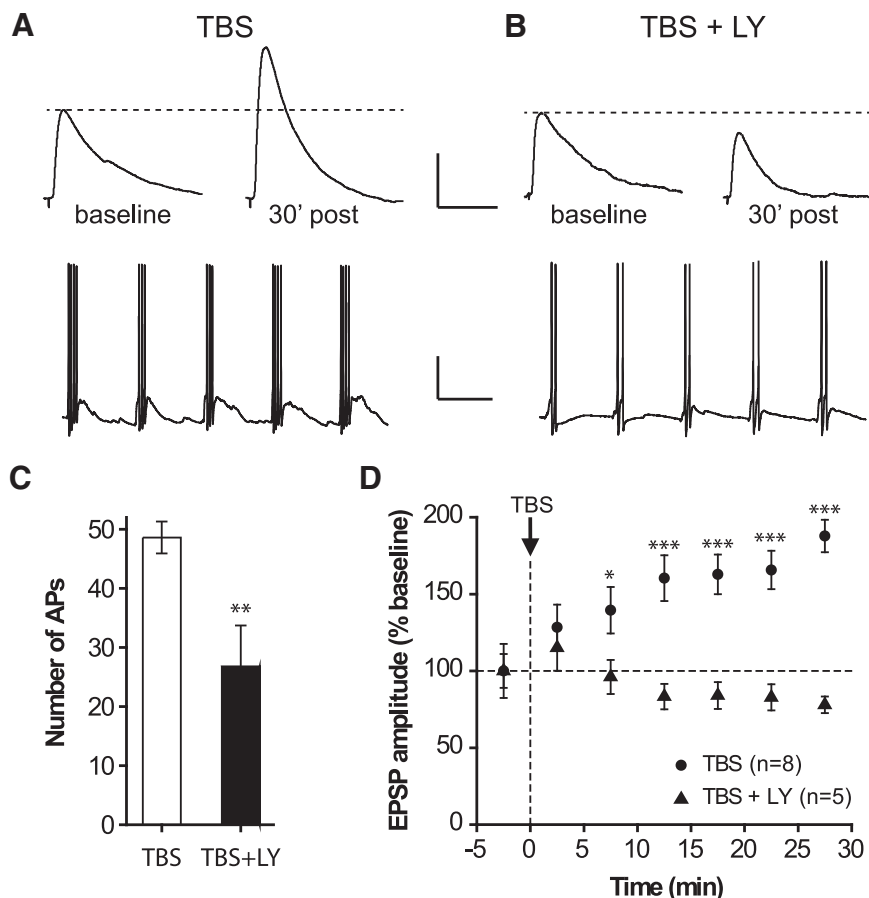 A
TBS
B
TBS + LY
baseline
30' post
baseline
30' post
C
Number of APs
50
40
30
20
10
0
**
TBS
TBS+LY
D
EPSP amplitude (% baseline)
200
150
100
50
0
TBS
*
***
***
***
***
TBS (n=8)
TBS + LY (n=5)
-5
0
5
10
15
20
25
30
Time (min)